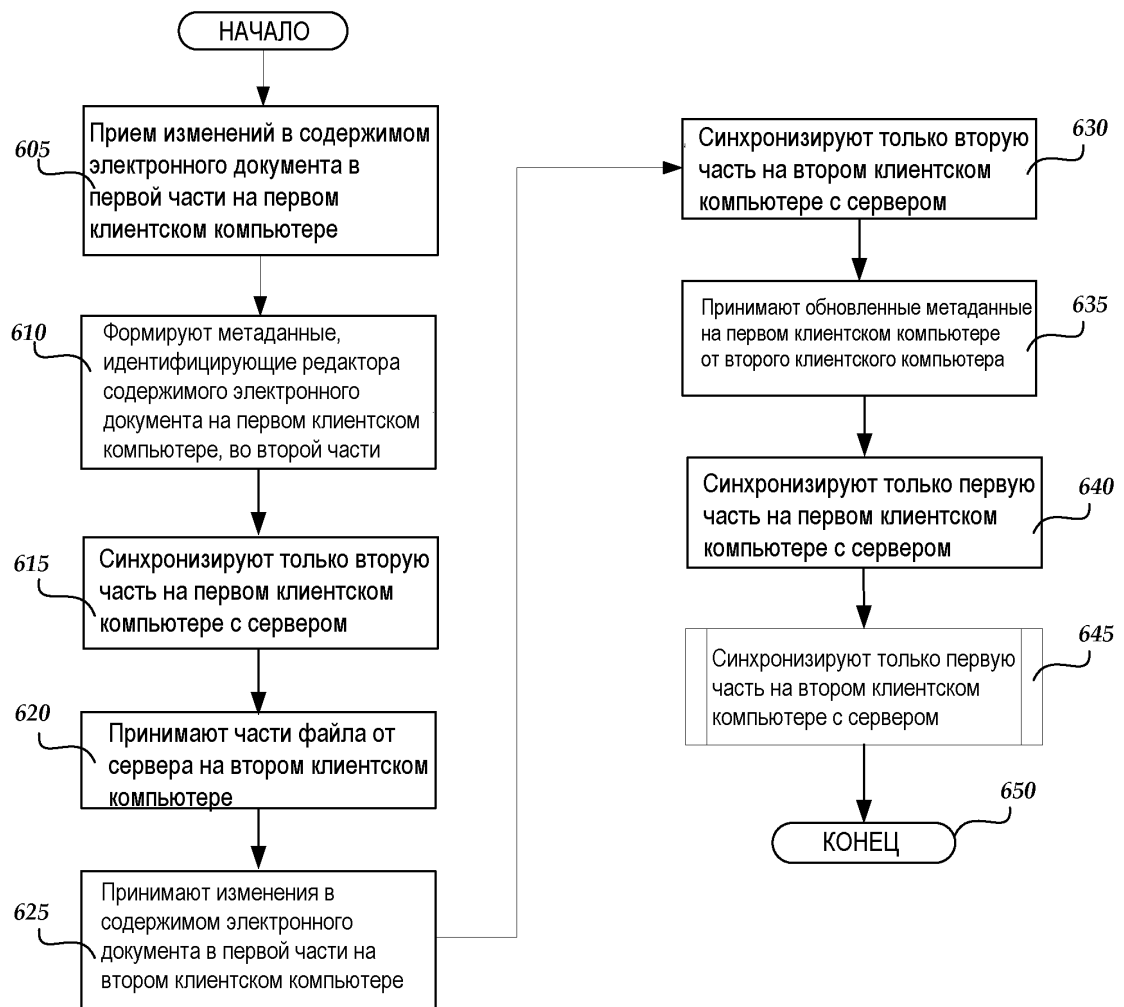 НАЧАЛО
605
Прием изменений в содержимом
электронного документа в
первой части на первом
клиентском компьютере
610
Формируют метаданные,
идентифицирующие редактора
содержимого электронного
документа на первом клиентском
компьютере, во второй части
615
Синхронизируют только вторую
часть на первом клиентском
компьютере с сервером
620
Принимают части файла от
сервера на втором клиентском
компьютере
625
Принимают изменения в
содержимом электронного
документа в первой части на
втором клиентском компьютере
630
Синхронизируют только вторую
часть на втором клиентском
компьютере с сервером
635
Принимают обновленные метаданные
на первом клиентском компьютере
от второго клиентского компьютера
640
Синхронизируют только первую
часть на первом клиентском
компьютере с сервером
645
Синхронизируют только первую
часть на втором клиентском
компьютере с сервером
650
КОНЕЦ